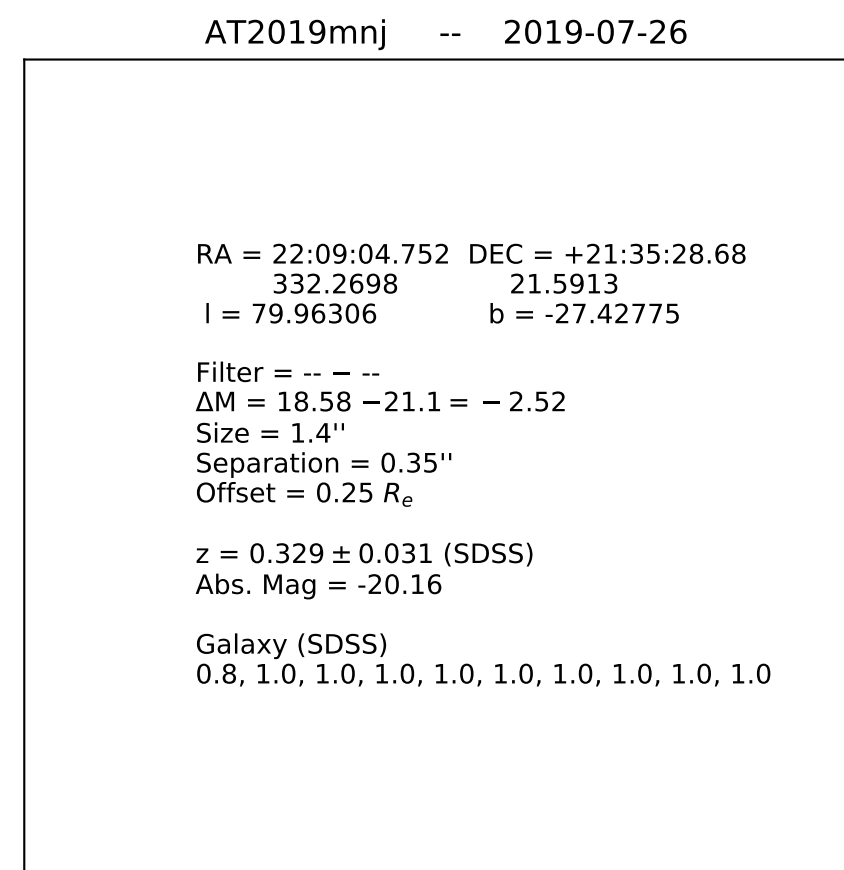 AT2019mnj -- 2019-07-26
RA = 22:09:04.752 DEC = +21:35:28.68
332.2698 21.5913
l = 79.96306 b = -27.42775
Filter = -- − --
ΔM = 18.58 −21.1 = − 2.52
Size = 1.4''
Separation = 0.35''
Offset = 0.25 Rₑ
z = 0.329 ± 0.031 (SDSS)
Abs. Mag = -20.16
Galaxy (SDSS)
0.8, 1.0, 1.0, 1.0, 1.0, 1.0, 1.0, 1.0, 1.0, 1.0